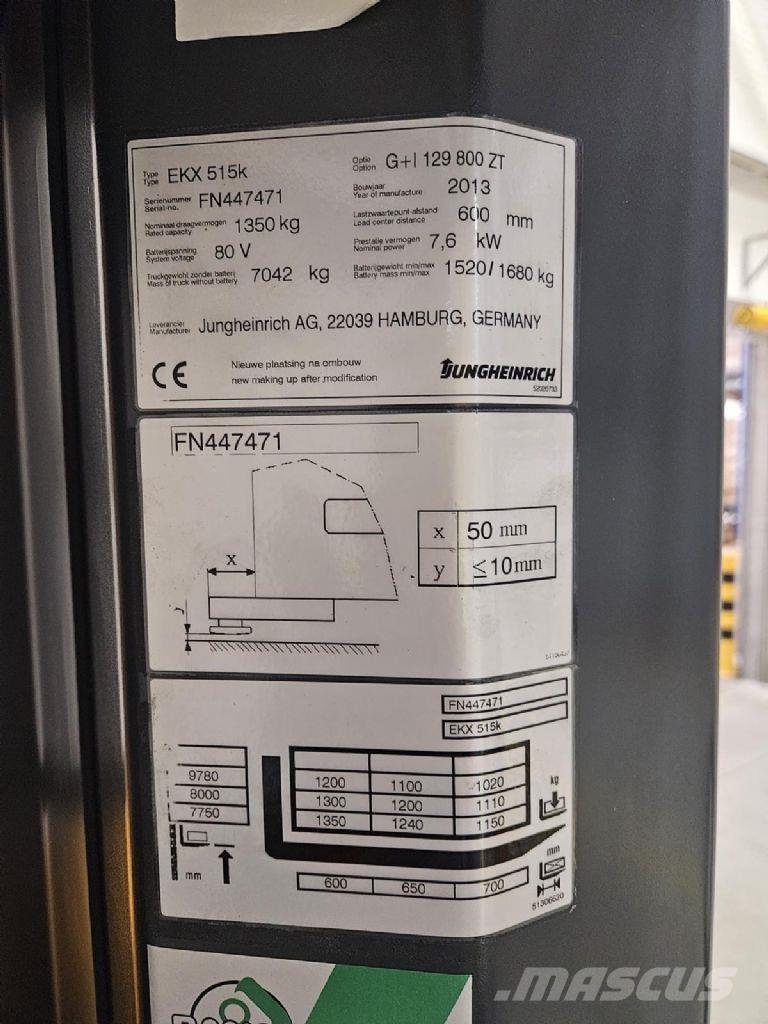 Type
Type EKX 515k
Optie
Option G+I 129 800 ZT
Serienummer
Serial-no. FN447471
Bouwjaar
Year of manufacture 2013
Nominaal draagvermogen
Rated capacity 1350 kg
Lastzwaartepunt-afstand
Load center distance 600 mm
Batterijspanning
System voltage 80 V
Prestatie vermogen
Nominal power 7,6 kW
Truckgewicht zonder batterij
Mass of truck without battery 7042 kg
Batterijgewicht min/max
Battery mass min/max 1520/1680 kg
Leverancier
Manufacturer Jungheinrich AG, 22039 HAMBURG, GERMANY
CE
Nieuwe plaatsing na ombouw
new making up after modification
JUNGHEINRICH
FN447471
x
y
x 50 mm
y ≤10mm
FN447471
EKX 515k
9780 1200 1100 1020 kg
8000 1300 1200 1110
7750 1350 1240 1150
mm
mm 600 650 700
51306620
MASCUS